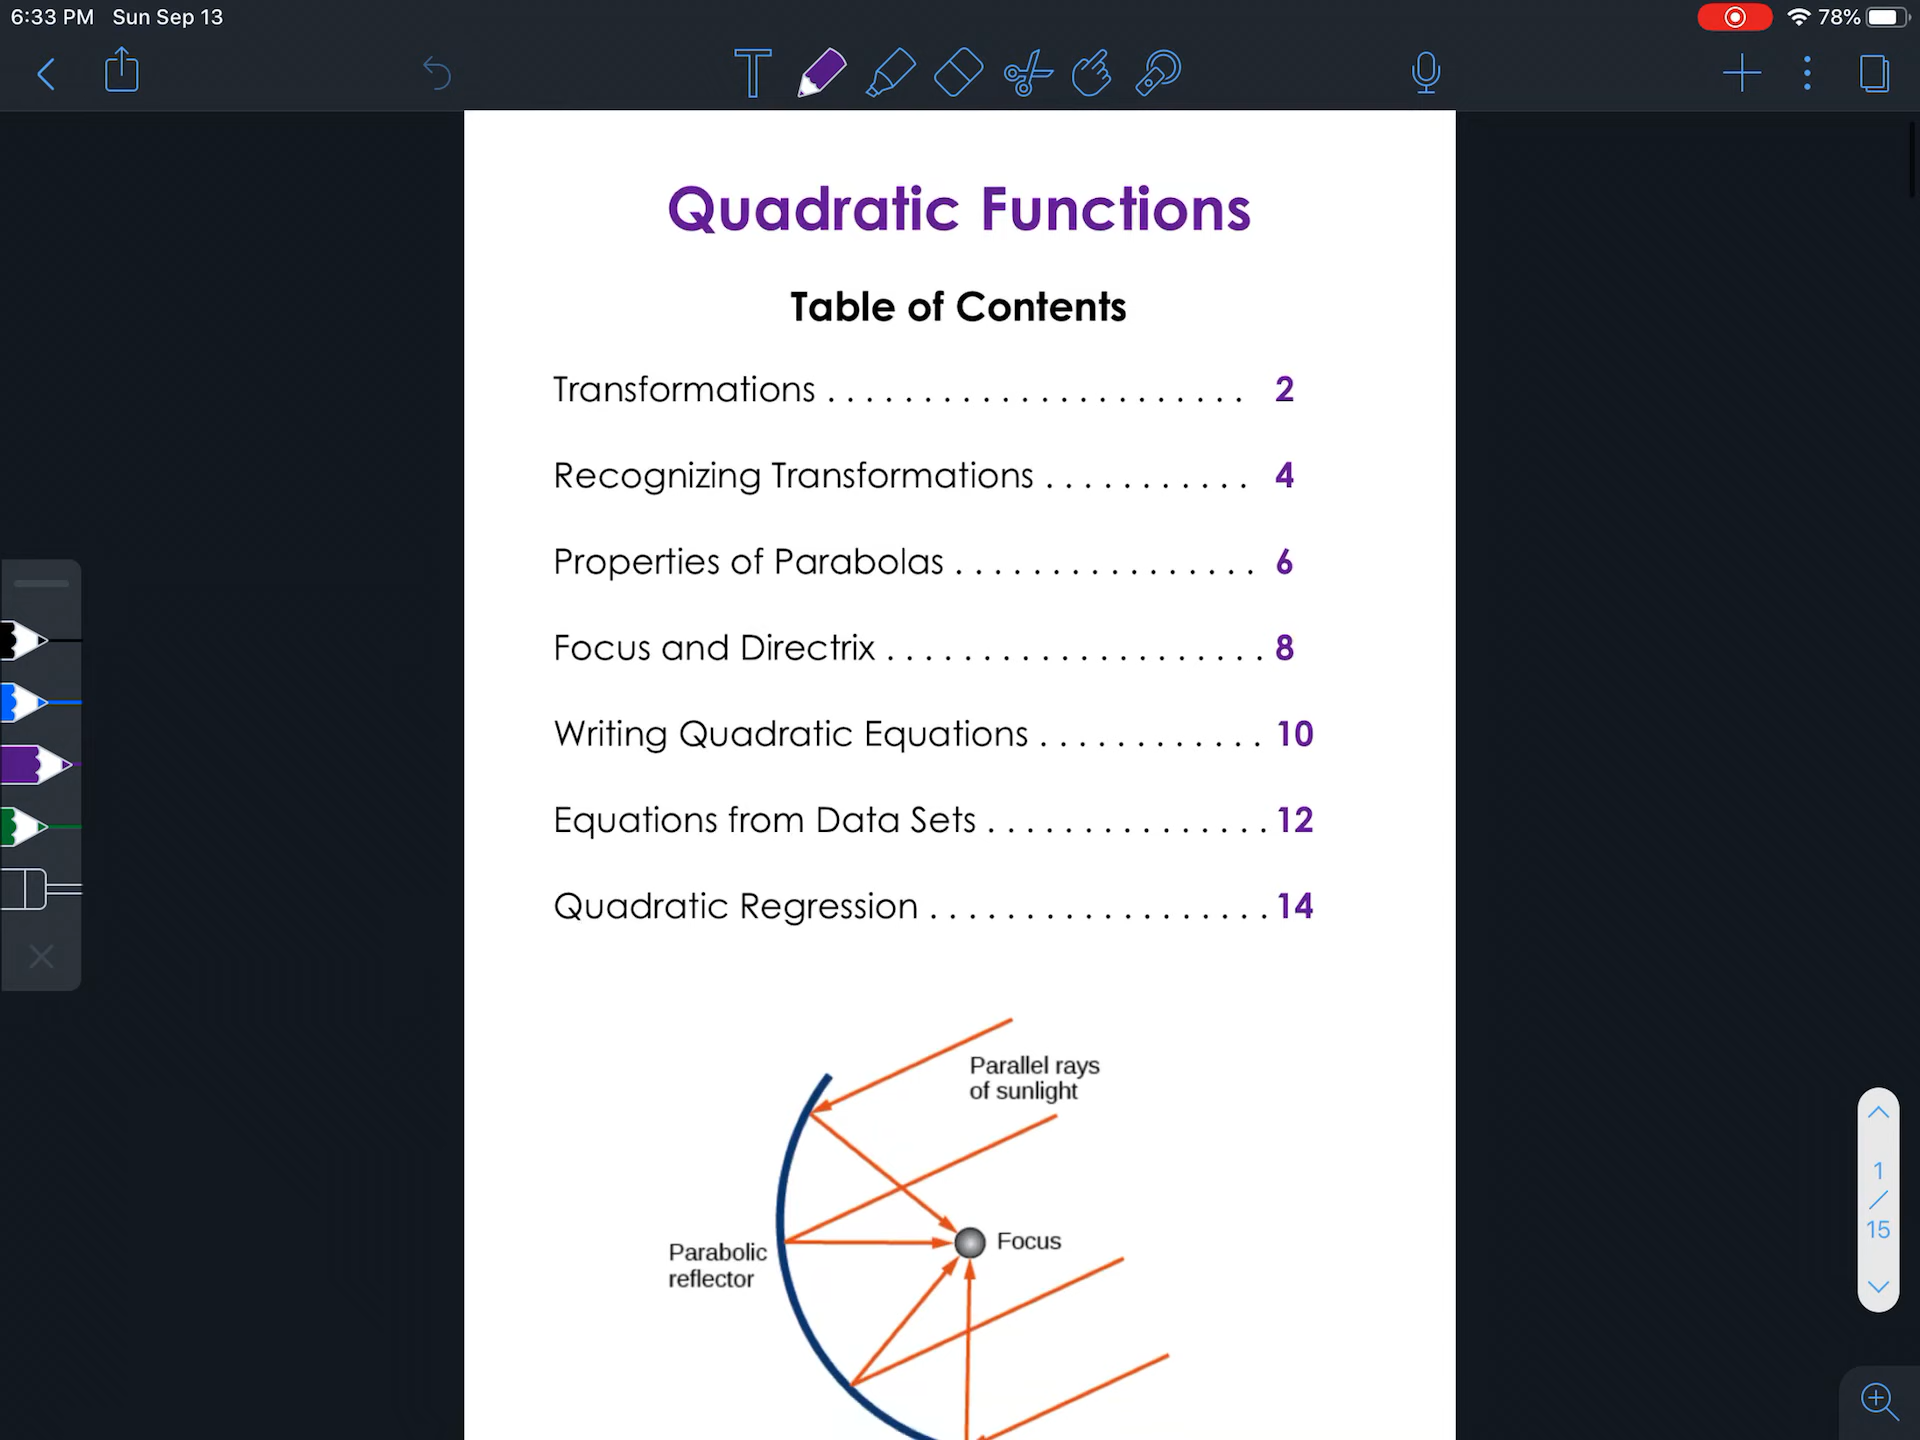 6:33 PM Sun Sep 13
78%
Quadratic Functions
Table of Contents
Transformations . . . . . . . . . . . . . . . . . . . . . . 2
Recognizing Transformations . . . . . . . . . . . 4
Properties of Parabolas . . . . . . . . . . . . . . . . 6
Focus and Directrix . . . . . . . . . . . . . . . . . . . . 8
Writing Quadratic Equations . . . . . . . . . . . . 10
Equations from Data Sets . . . . . . . . . . . . . . . 12
Quadratic Regression . . . . . . . . . . . . . . . . . . 14
Parallel rays
of sunlight
Focus
Parabolic
reflector
1
/
15